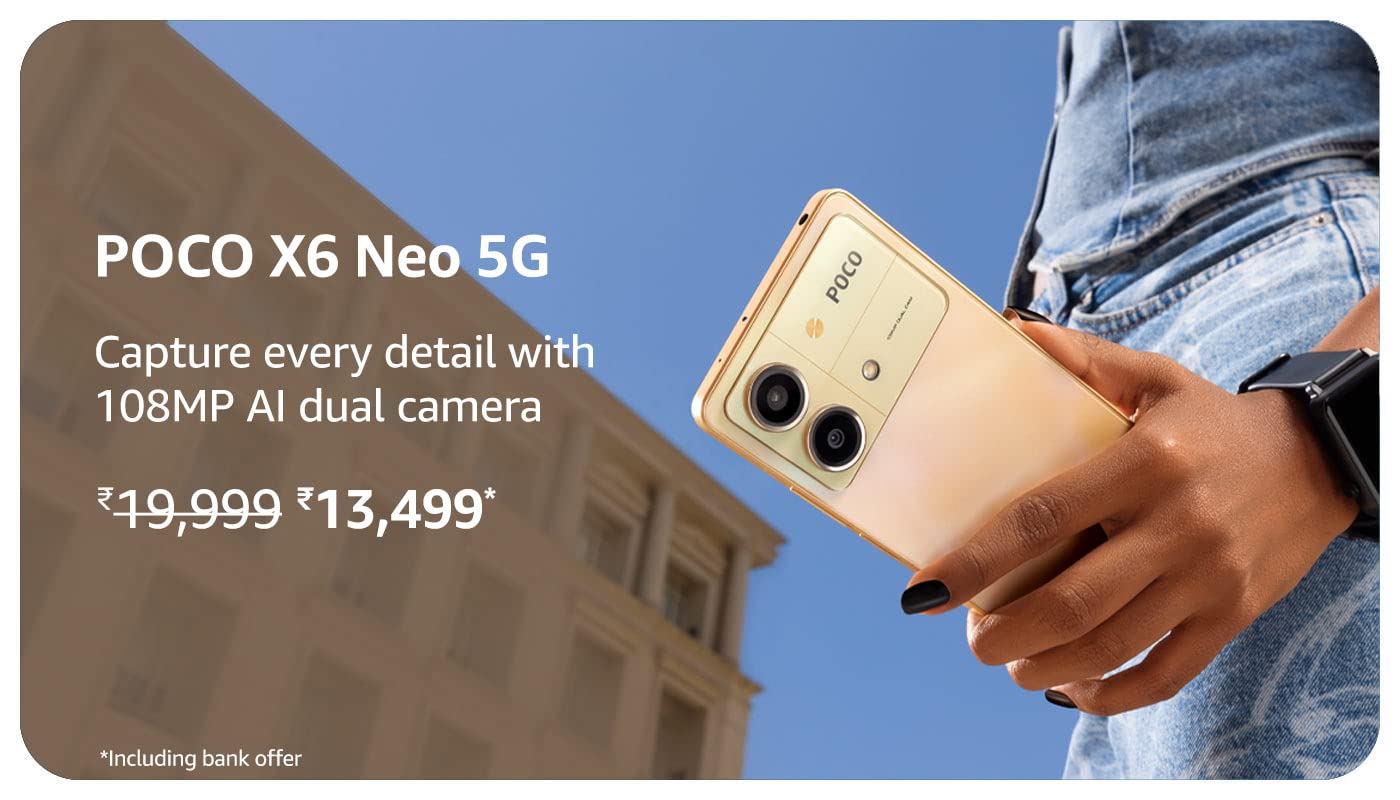 POCO X6 Neo 5G
Capture every detail with
108MP AI dual camera
₹19,999 ₹13,499*
*Including bank offer
POCO